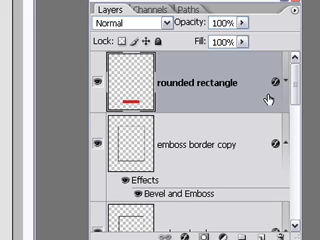 Layers Channels Paths
Normal Opacity: 100%
Lock: Fill: 100%
rounded rectangle
emboss border copy
Effects
Bevel and Emboss